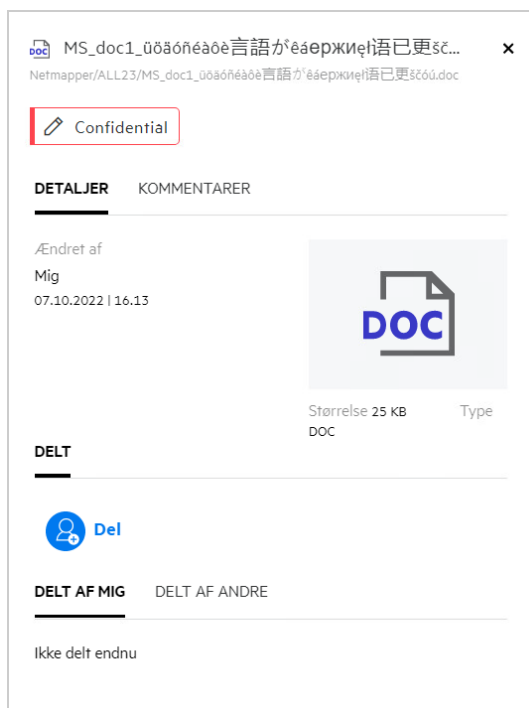 DOC MS_doc1_üöäóñéàôè言語がêáержиęł语已更šč...
Netmapper/ALL23/MS_doc1_üöäóñéàôè言語がêáержиęł语已更ščóú.doc
Confidential
DETALJER KOMMENTARER
Ændret af
Mig
07.10.2022 | 16.13
DOC
Størrelse 25 KB Type
DOC
DELT
Del
DELT AF MIG DELT AF ANDRE
Ikke delt endnu